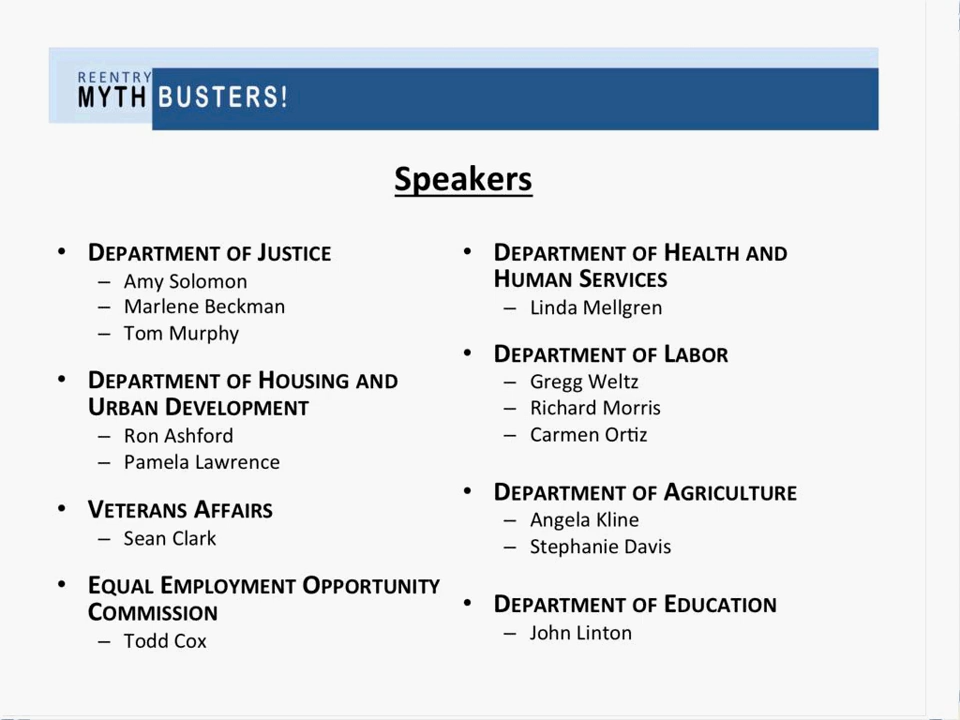 REENTRY
MYTH BUSTERS!
Speakers
• DEPARTMENT OF JUSTICE
– Amy Solomon
– Marlene Beckman
– Tom Murphy
• DEPARTMENT OF HOUSING AND
URBAN DEVELOPMENT
– Ron Ashford
– Pamela Lawrence
• VETERANS AFFAIRS
– Sean Clark
• EQUAL EMPLOYMENT OPPORTUNITY
COMMISSION
– Todd Cox
• DEPARTMENT OF HEALTH AND
HUMAN SERVICES
– Linda Mellgren
• DEPARTMENT OF LABOR
– Gregg Weltz
– Richard Morris
– Carmen Ortiz
• DEPARTMENT OF AGRICULTURE
– Angela Kline
– Stephanie Davis
• DEPARTMENT OF EDUCATION
– John Linton